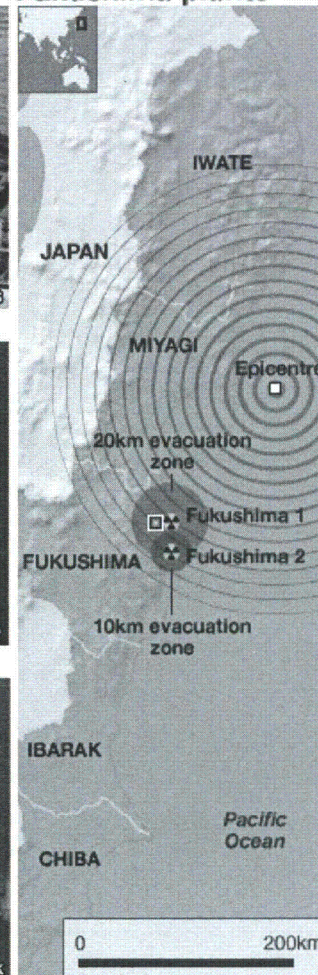 IWATE
JAPAN
MIYAGI
Epicentre
20km evacuation
zone
Fukushima 1
Fukushima 2
FUKUSHIMA
10km evacuation
zone
IBARAK
Pacific
Ocean
CHIBA
0 200km